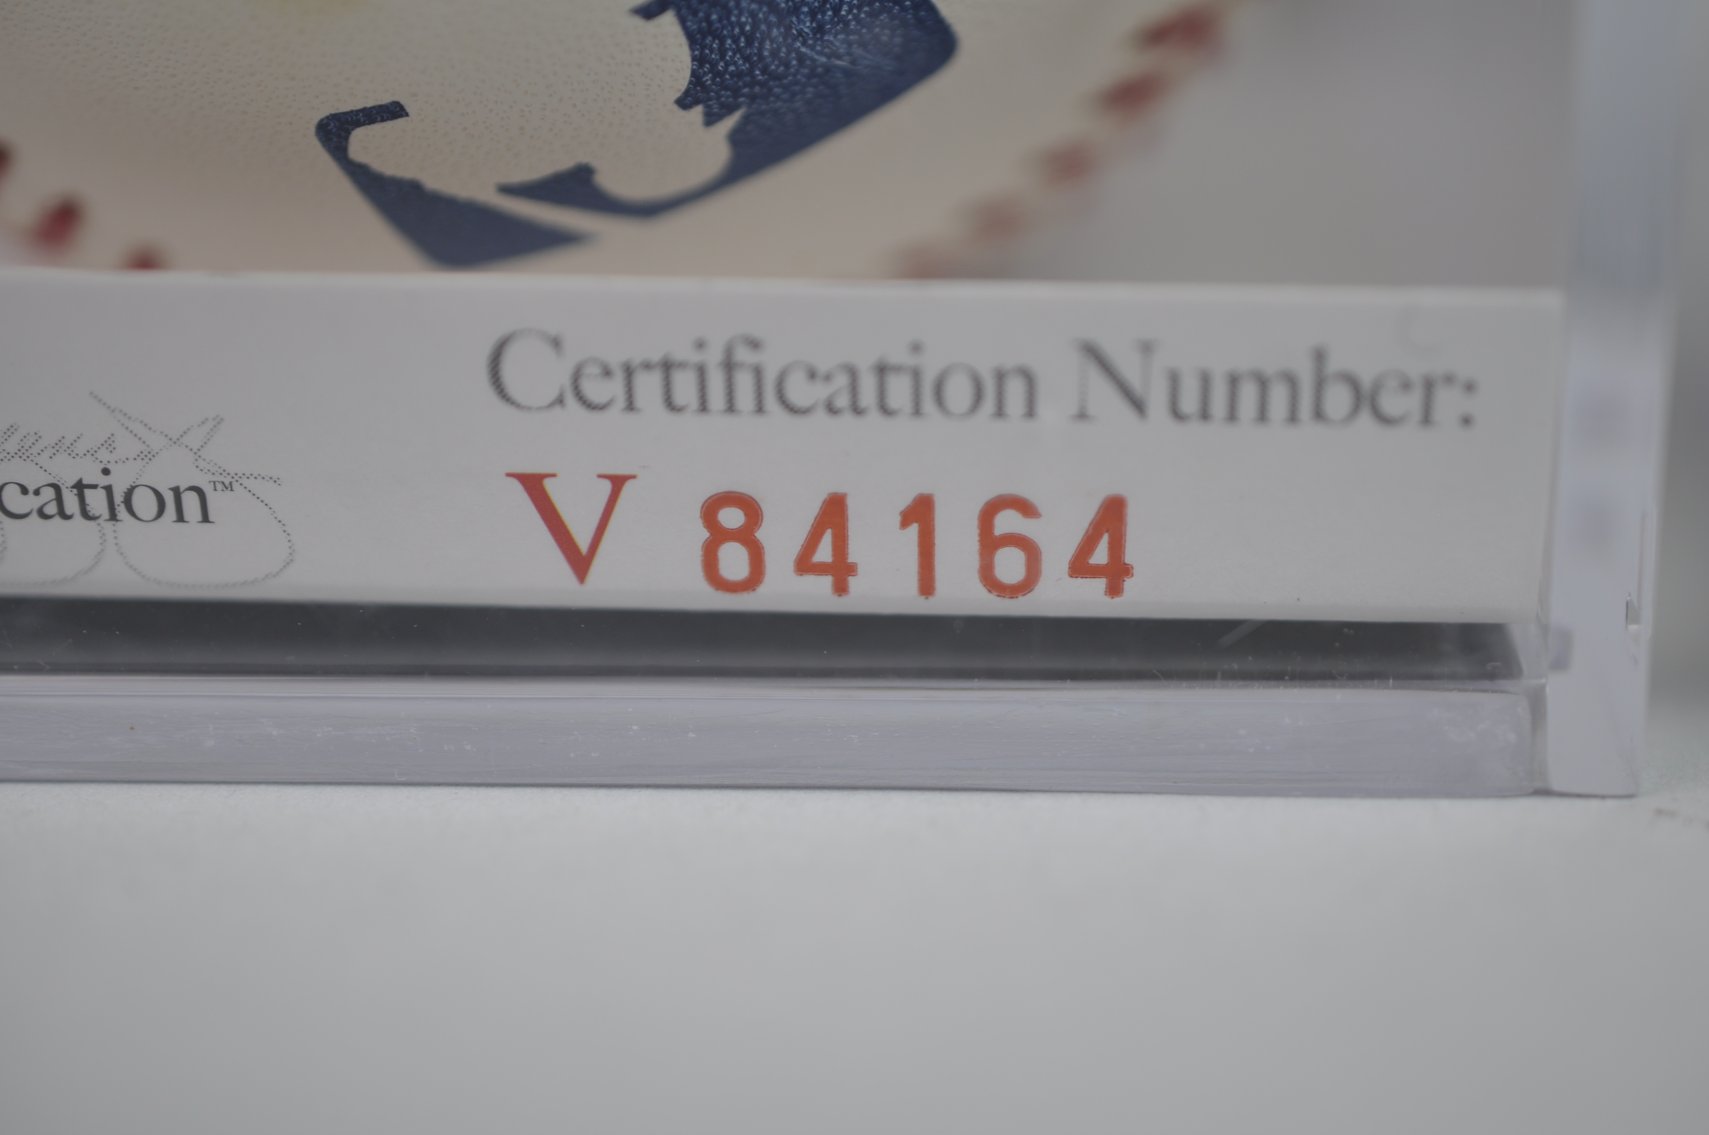 Certification Number:
cation™
V 84164